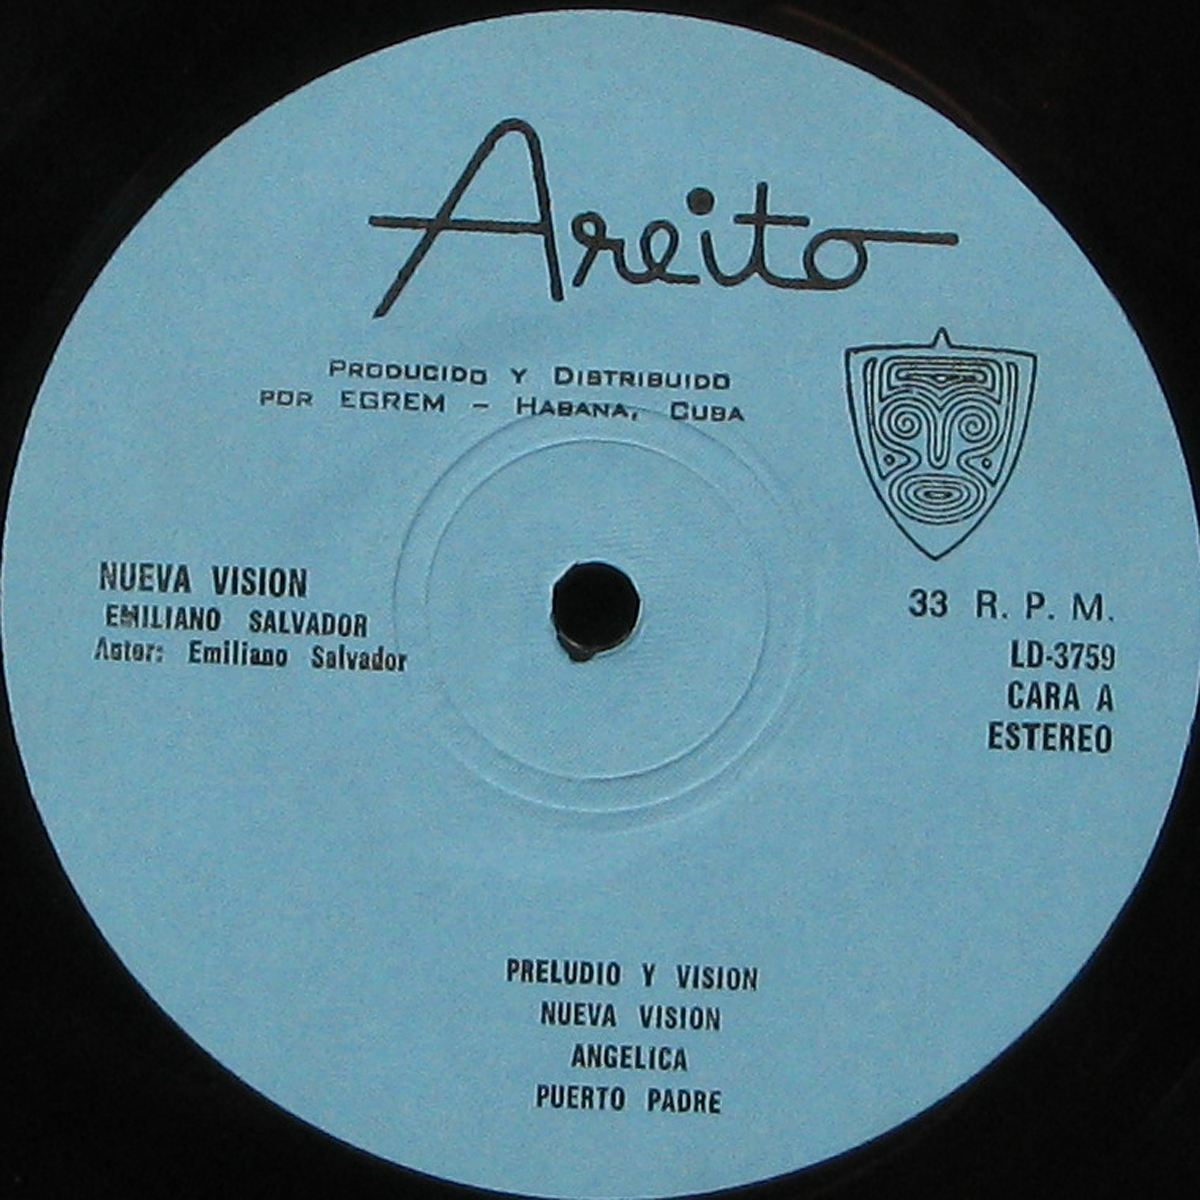 Areito
PRODUCIDO Y DISTRIBUIDO
POR EGREM - HABANA, CUBA
NUEVA VISION
EMILIANO SALVADOR
Autor: Emiliano Salvador
33 R. P. M.
LD-3759
CARA A
ESTEREO
PRELUDIO Y VISION
NUEVA VISION
ANGELICA
PUERTO PADRE